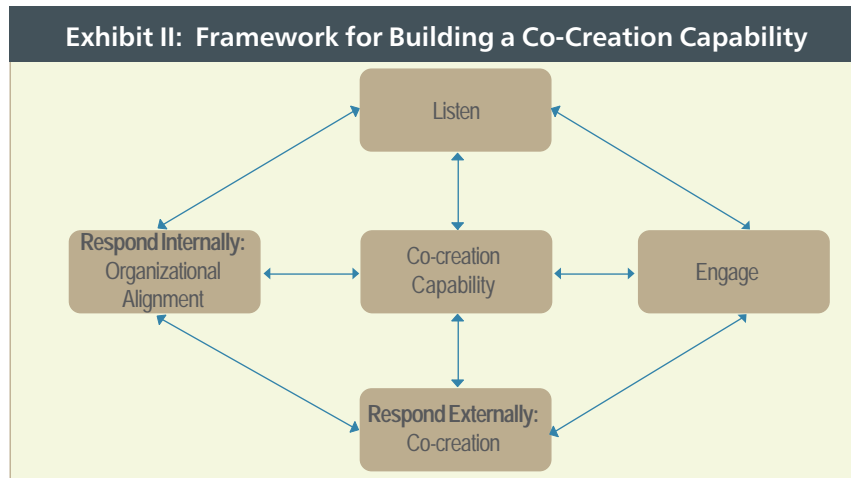 Exhibit II: Framework for Building a Co-Creation Capability
Listen
Respond Internally:
Organizational
Alignment
Co-creation
Capability
Engage
Respond Externally:
Co-creation